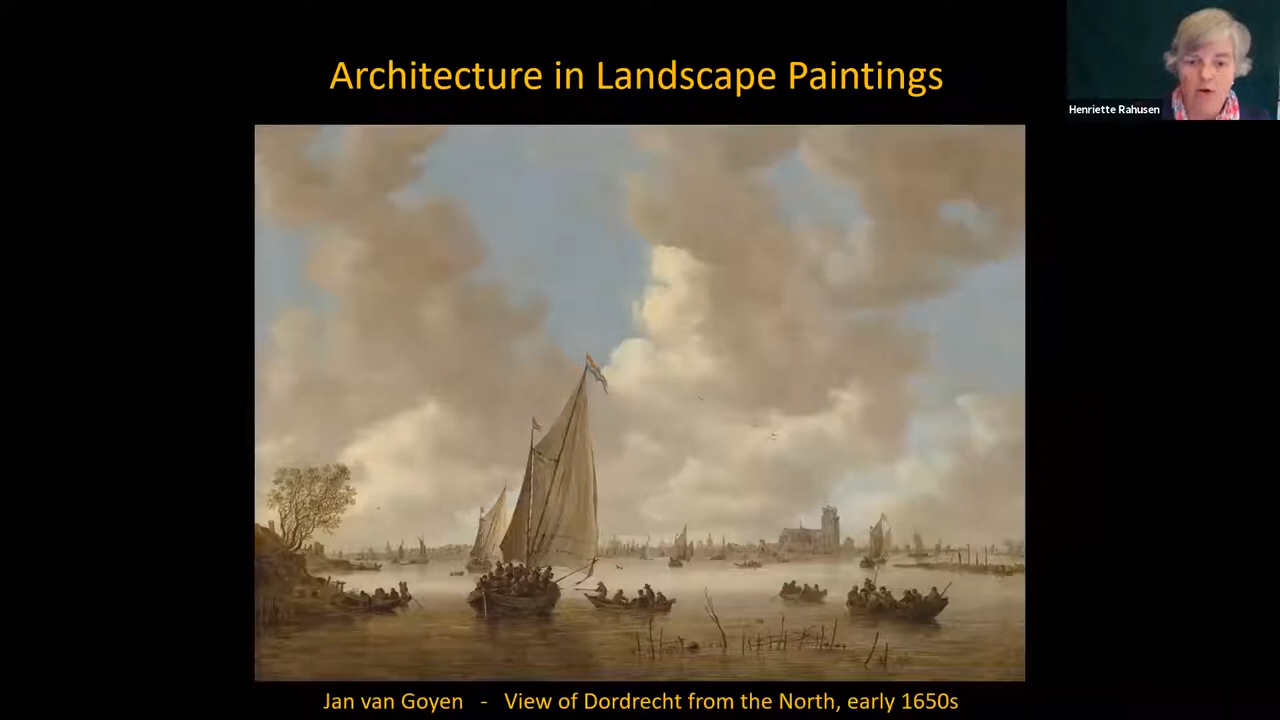 Architecture in Landscape Paintings
Henriette Rahusen
Jan van Goyen - View of Dordrecht from the North, early 1650s